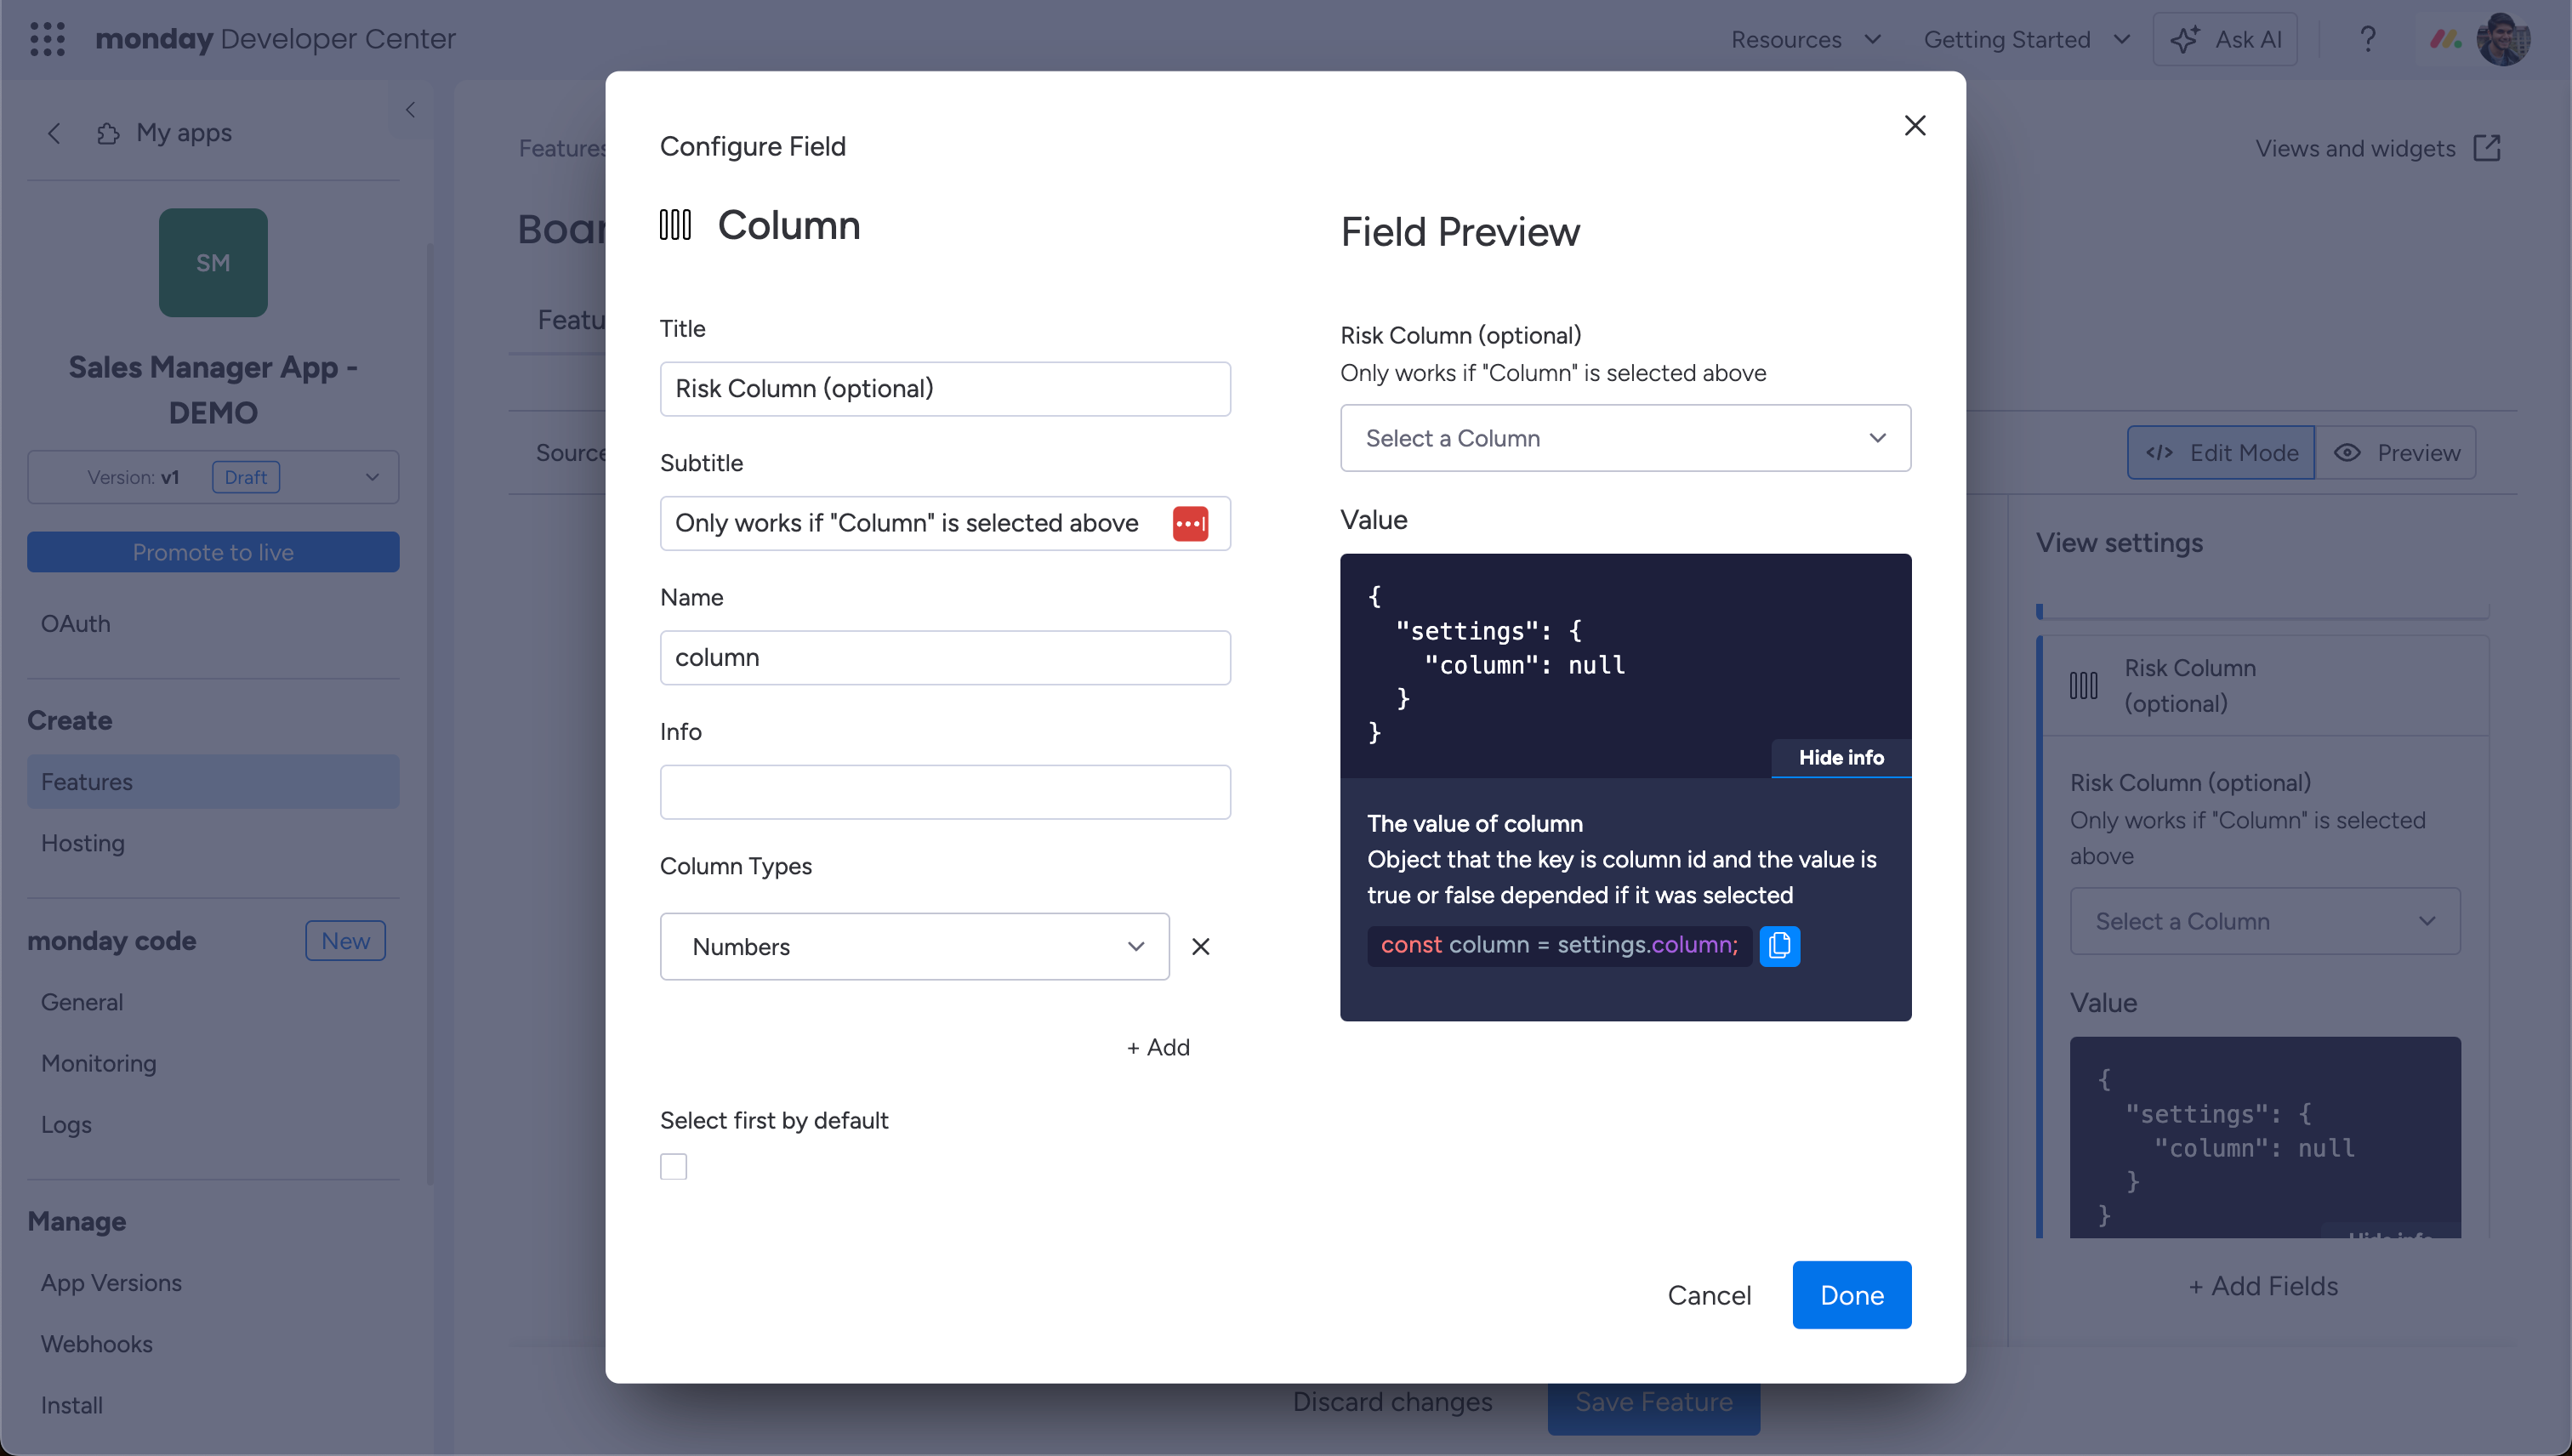 monday Developer Center
Resources
Getting Started
Ask AI
?
My apps
SM
Sales Manager App -
DEMO
Version: v1
Draft
Promote to live
OAuth
Create
Features
Hosting
monday code
New
General
Monitoring
Logs
Manage
App Versions
Webhooks
Install
Features
Views and widgets
</> Edit Mode
Preview
Configure Field
Column
Title
Risk Column (optional)
Subtitle
Only works if "Column" is selected above
Name
column
Info
Column Types
Numbers
+ Add
Select first by default
Field Preview
Risk Column (optional)
Only works if "Column" is selected above
Select a Column
Value
{
"settings": {
"column": null
}
}
Hide info
The value of column
Object that the key is column id and the value is
true or false depended if it was selected
const column = settings.column;
Cancel
Done
View settings
Risk Column
(optional)
Risk Column (optional)
Only works if "Column" is selected
above
Select a Column
Value
{
"settings": {
"column": null
}
}
Hide info
+ Add Fields
Discard changes
Save Feature